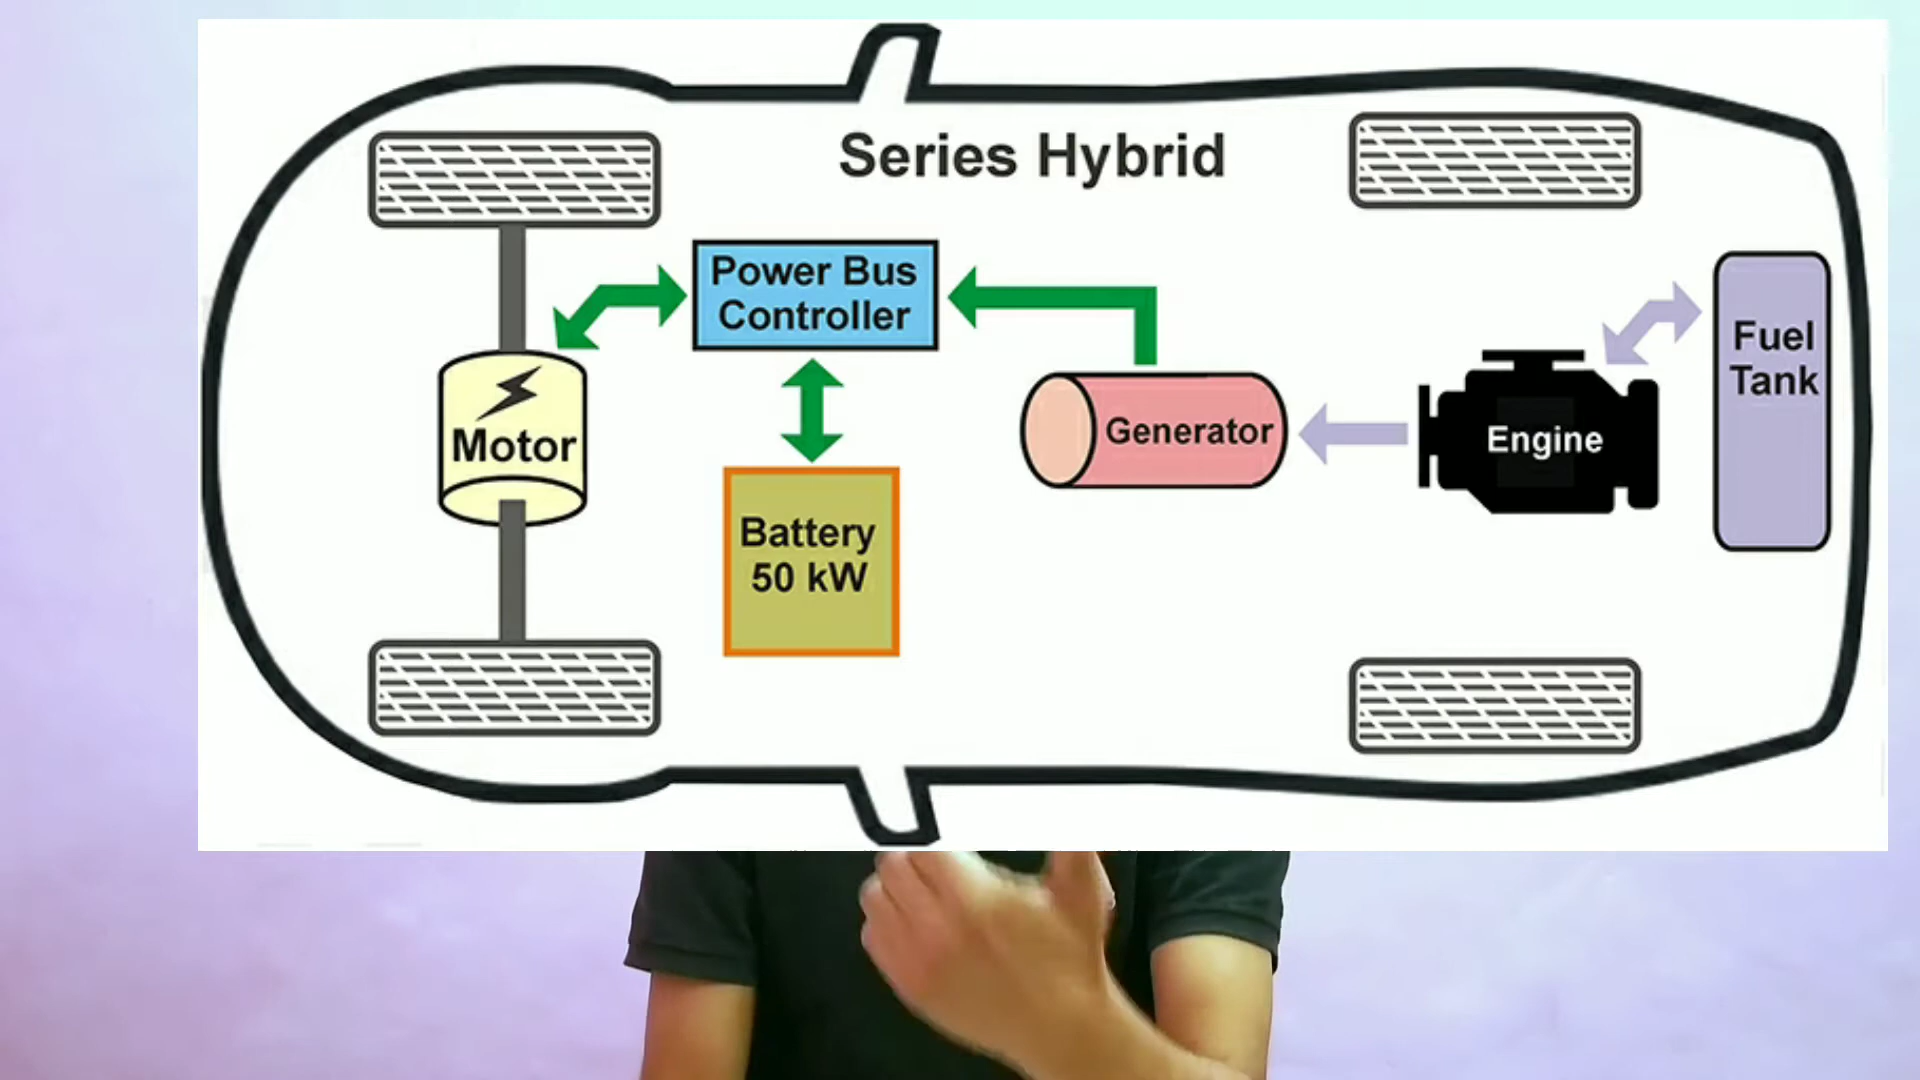 Series Hybrid
Power Bus
Controller
Fuel
Tank
Motor
Generator
Engine
Battery
50 kW